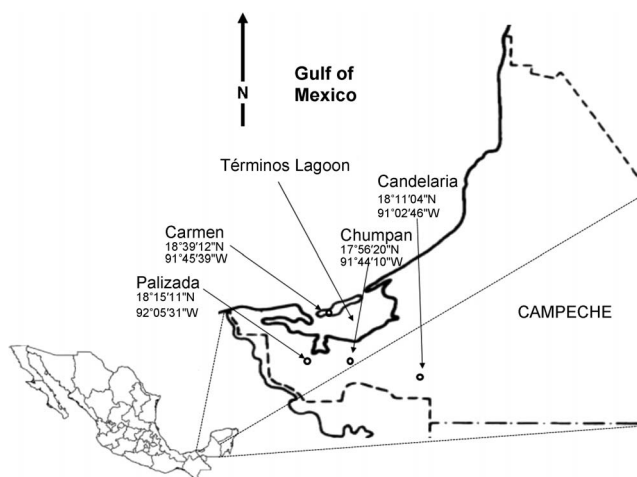 Gulf of
Mexico
N
Términos Lagoon
Candelaria
18°11′04″N
91°02′46″W
Carmen
18°39′12″N
91°45′39″W
Chumpan
17°56′20″N
91°44′10″W
Palizada
18°15′11″N
92°05′31″W
CAMPECHE